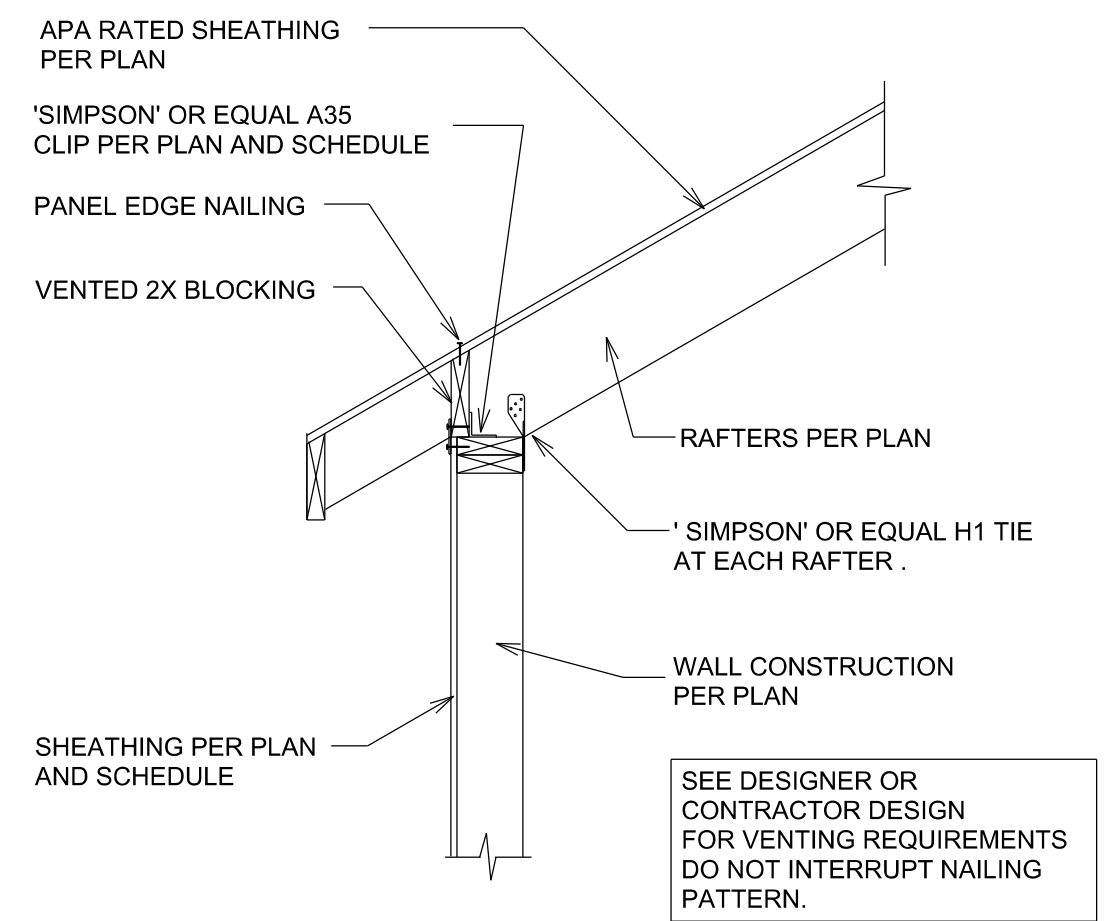 APA RATED SHEATHING
PER PLAN
'SIMPSON' OR EQUAL A35
CLIP PER PLAN AND SCHEDULE
PANEL EDGE NAILING
VENTED 2X BLOCKING
RAFTERS PER PLAN
' SIMPSON' OR EQUAL H1 TIE
AT EACH RAFTER .
WALL CONSTRUCTION
PER PLAN
SHEATHING PER PLAN
AND SCHEDULE
SEE DESIGNER OR
CONTRACTOR DESIGN
FOR VENTING REQUIREMENTS
DO NOT INTERRUPT NAILING
PATTERN.